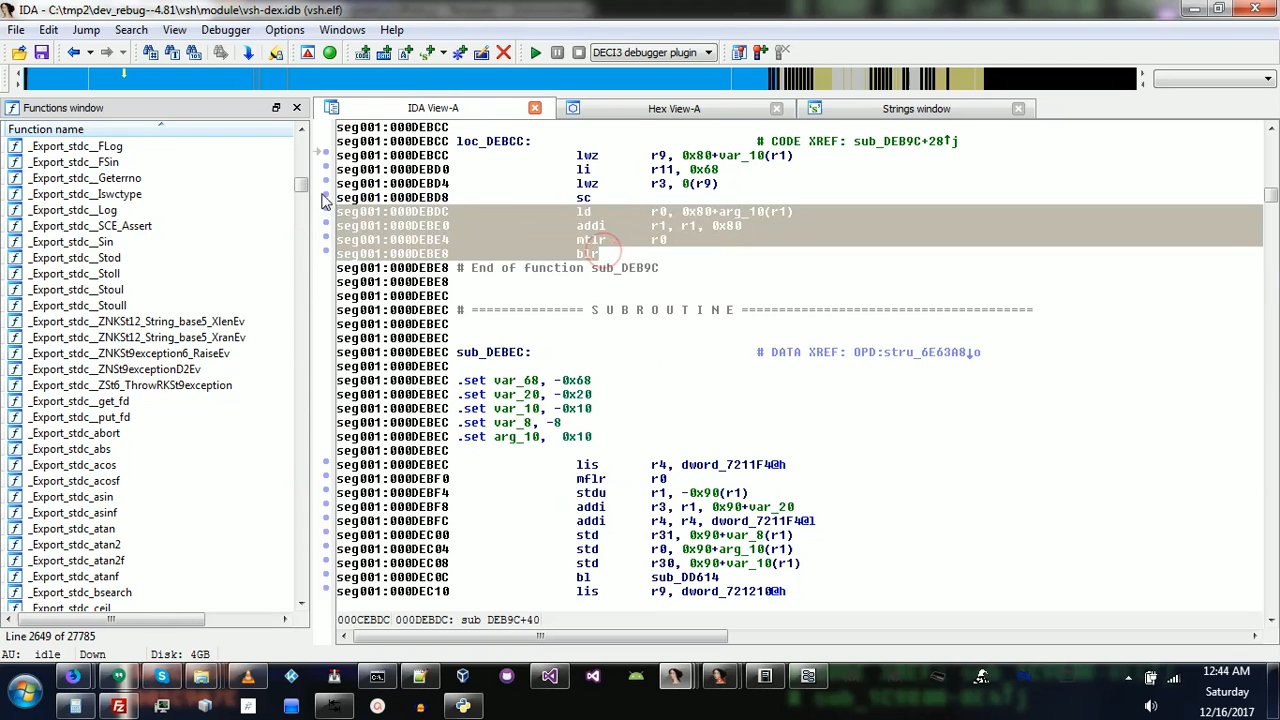 IDA - C:\tmp2\dev_rebug--4.81\vsh\module\vsh-dex.idb (vsh.elf)
File Edit Jump Search View Debugger Options Windows Help
DECI3 debugger plugin
Functions window
IDA View-A
Hex View-A
Strings window
Function name
_Export_stdc__FLog
_Export_stdc__FSin
_Export_stdc__Geterrno
_Export_stdc__Iswctype
_Export_stdc__Log
_Export_stdc__SCE_Assert
_Export_stdc__Sin
_Export_stdc__Stod
_Export_stdc__Stoll
_Export_stdc__Stoul
_Export_stdc__Stoull
_Export_stdc__ZNKSt12_String_base5_XlenEv
_Export_stdc__ZNKSt12_String_base5_XranEv
_Export_stdc__ZNKSt9exception6_RaiseEv
_Export_stdc__ZNSt9exceptionD2Ev
_Export_stdc__ZSt6_ThrowRKSt9exception
_Export_stdc__get_fd
_Export_stdc__put_fd
_Export_stdc_abort
_Export_stdc_abs
_Export_stdc_acos
_Export_stdc_acosf
_Export_stdc_asin
_Export_stdc_asinf
_Export_stdc_atan
_Export_stdc_atan2
_Export_stdc_atan2f
_Export_stdc_atanf
_Export_stdc_bsearch
_Export_stdc_ceil
Line 2649 of 27785
seg001:000DEBCC
seg001:000DEBCC loc_DEBCC: # CODE XREF: sub_DEB9C+28↑j
seg001:000DEBCC lwz r9, 0x80+var_10(r1)
seg001:000DEBD0 li r11, 0x68
seg001:000DEBD4 lwz r3, 0(r9)
seg001:000DEBD8 sc
seg001:000DEBDC ld r0, 0x80+arg_10(r1)
seg001:000DEBE0 addi r1, r1, 0x80
seg001:000DEBE4 mtlr r0
seg001:000DEBE8 blr
seg001:000DEBE8 # End of function sub_DEB9C
seg001:000DEBE8
seg001:000DEBEC
seg001:000DEBEC # =============== S U B R O U T I N E =======================================
seg001:000DEBEC
seg001:000DEBEC
seg001:000DEBEC sub_DEBEC: # DATA XREF: OPD:stru_6E63A8↓o
seg001:000DEBEC
seg001:000DEBEC .set var_68, -0x68
seg001:000DEBEC .set var_20, -0x20
seg001:000DEBEC .set var_10, -0x10
seg001:000DEBEC .set var_8, -8
seg001:000DEBEC .set arg_10, 0x10
seg001:000DEBEC
seg001:000DEBEC lis r4, dword_7211F4@h
seg001:000DEBF0 mflr r0
seg001:000DEBF4 stdu r1, -0x90(r1)
seg001:000DEBF8 addi r3, r1, 0x90+var_20
seg001:000DEBFC addi r4, r4, dword_7211F4@l
seg001:000DEC00 std r31, 0x90+var_8(r1)
seg001:000DEC04 std r0, 0x90+arg_10(r1)
seg001:000DEC08 std r30, 0x90+var_10(r1)
seg001:000DEC0C bl sub_DD614
seg001:000DEC10 lis r9, dword_721210@h
000CEBDC 000DEBDC: sub DEB9C+40
AU: idle Down Disk: 4GB
12:44 AM
Saturday
12/16/2017